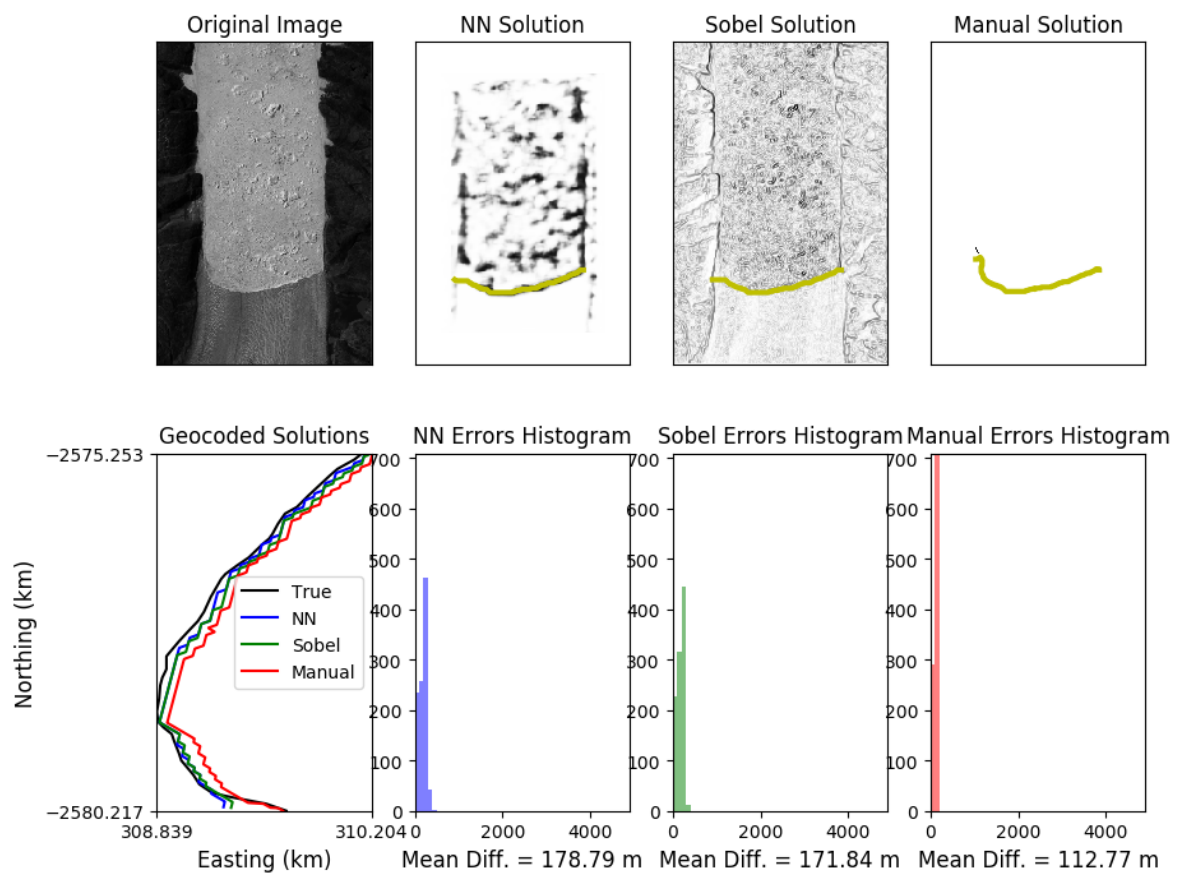 Original Image
NN Solution
Sobel Solution
Manual Solution
Geocoded Solutions
NN Errors Histogram
Sobel Errors Histogram
Manual Errors Histogram
−2575.253
−2580.217
308.839
310.204
Northing (km)
Easting (km)
True
NN
Sobel
Manual
700
600
500
400
300
200
100
0
0
2000
4000
Mean Diff. = 178.79 m
700
600
500
400
300
200
100
0
0
2000
4000
Mean Diff. = 171.84 m
700
600
500
400
300
200
100
0
0
2000
4000
Mean Diff. = 112.77 m